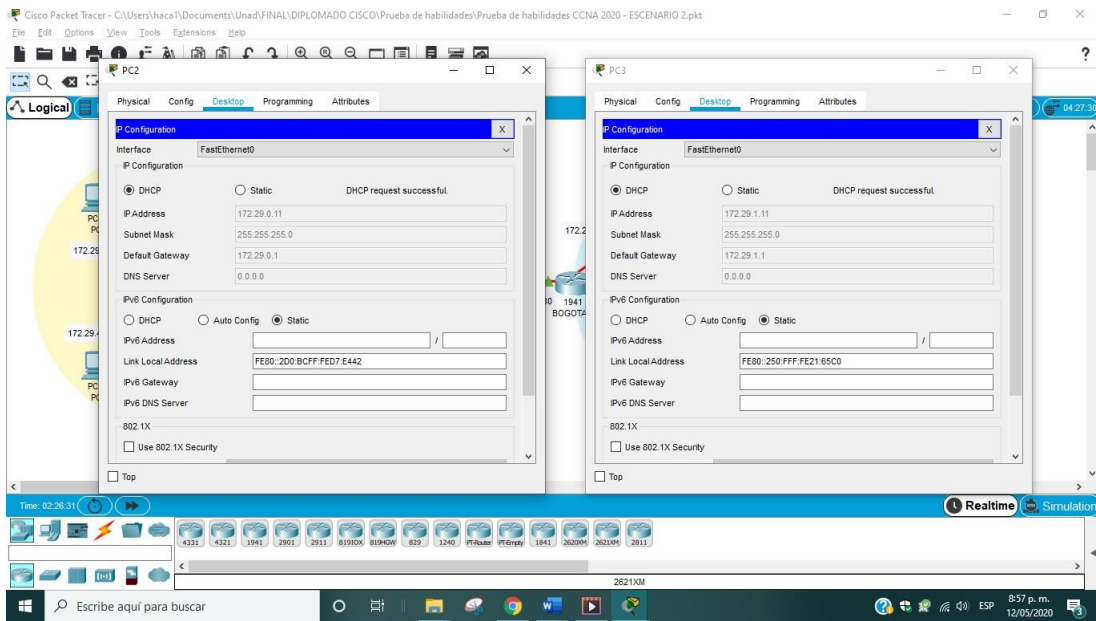 Cisco Packet Tracer - C:\Users\haca1\Documents\Unad\FINAL\DIPLOMADO CISCO\Prueba de habilidades\Prueba de habilidades CCNA 2020 - ESCENARIO 2.pkt
File Edit Options View Tools Extensions Help
?
Logical
04:27:30
PC2
Physical Config Desktop Programming Attributes
IP Configuration X
Interface FastEthernet0
IP Configuration
DHCP Static DHCP request successful.
IP Address 172.29.0.11
Subnet Mask 255.255.255.0
Default Gateway 172.29.0.1
DNS Server 0.0.0.0
IPv6 Configuration
DHCP Auto Config Static
IPv6 Address /
Link Local Address FE80::2D0:BCFF:FED7:E442
IPv6 Gateway
IPv6 DNS Server
802.1X
Use 802.1X Security
Top
PC3
Physical Config Desktop Programming Attributes
IP Configuration X
Interface FastEthernet0
IP Configuration
DHCP Static DHCP request successful.
IP Address 172.29.1.11
Subnet Mask 255.255.255.0
Default Gateway 172.29.1.1
DNS Server 0.0.0.0
IPv6 Configuration
DHCP Auto Config Static
IPv6 Address /
Link Local Address FE80::250:FFF:FE21:65C0
IPv6 Gateway
IPv6 DNS Server
802.1X
Use 802.1X Security
Top
PC
172.29
172.29.
PC
172.2
1941
BOGOTA
Time: 02:26:31
Realtime Simulation
4331 4321 1941 2901 2911 819IOX 819HGW 829 1240 PT-Router PT-Empty 1841 2620XM 2621XM 2811
2621XM
Escribe aquí para buscar
ESP
8:57 p. m.
12/05/2020